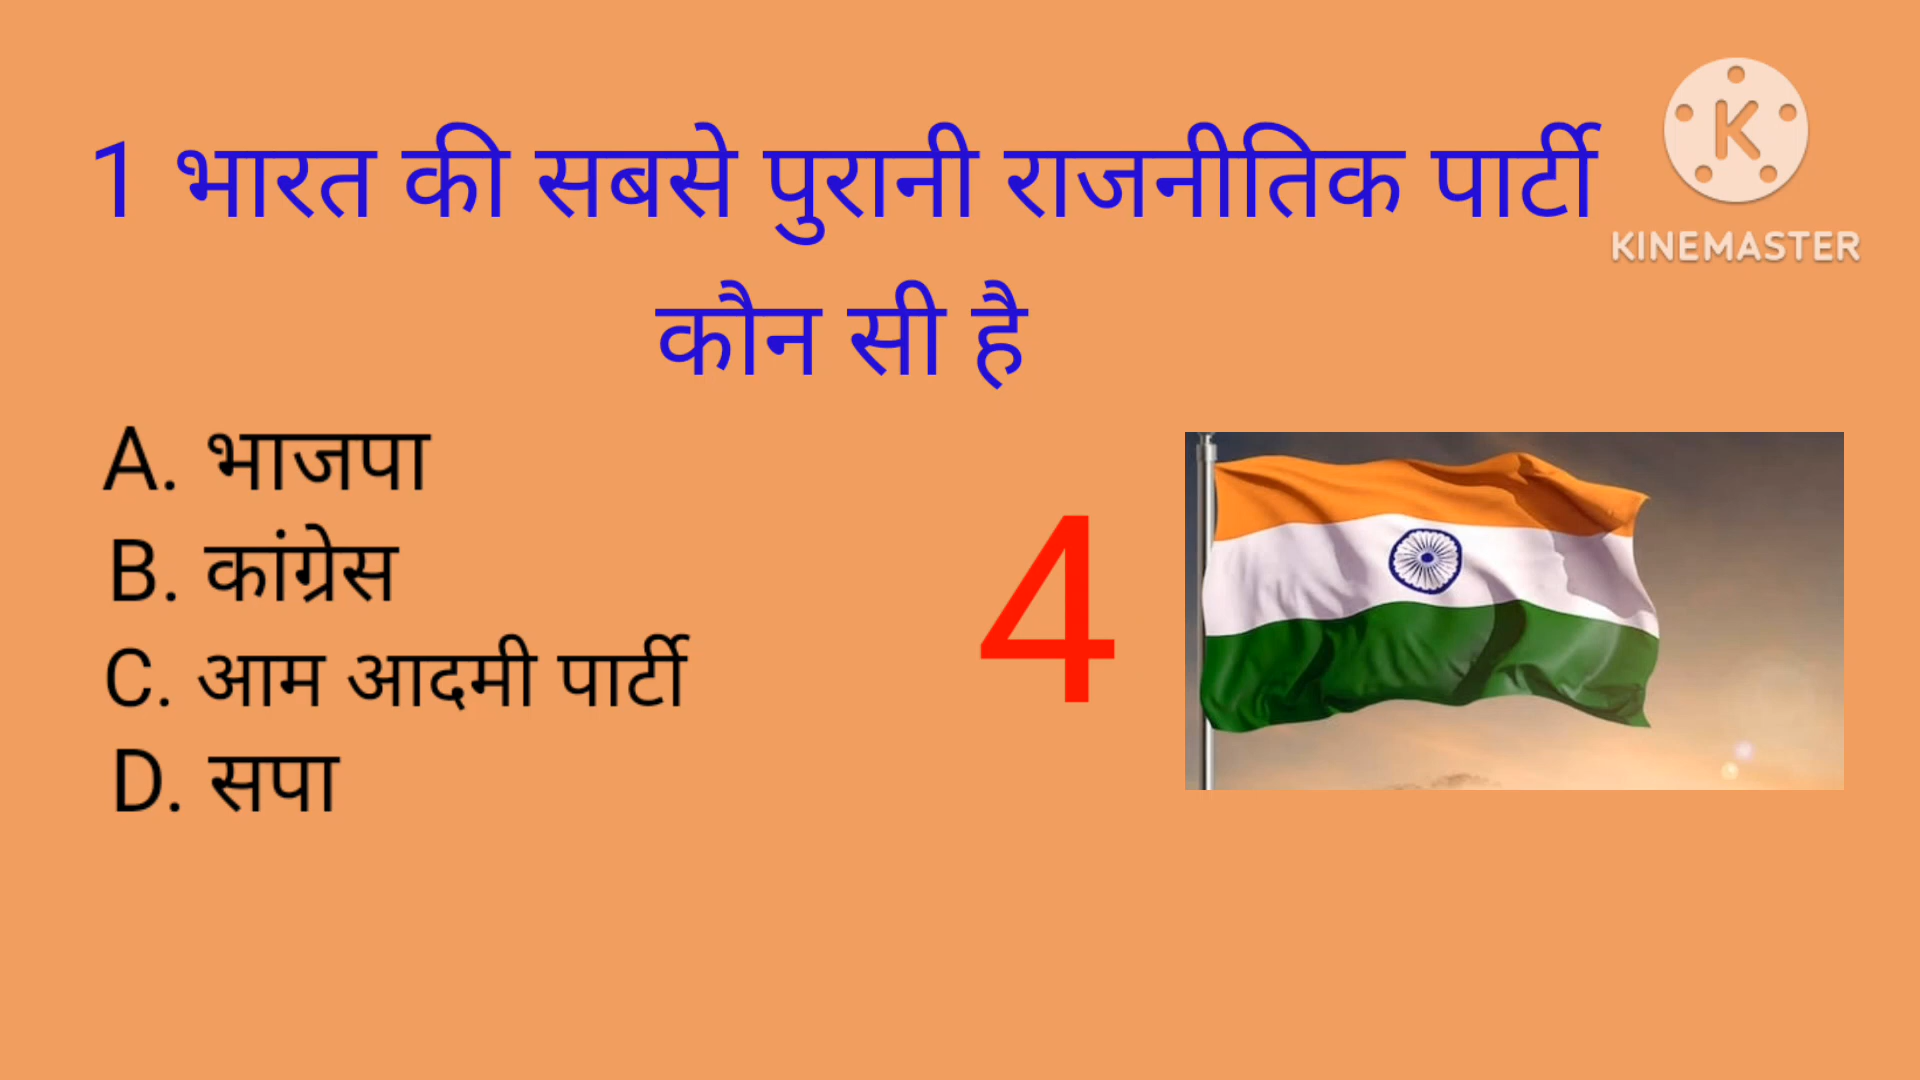 1 भारत की सबसे पुरानी राजनीतिक पार्टी
कौन सी है
A. भाजपा
B. कांग्रेस
C. आम आदमी पार्टी
D. सपा
4
K
KINEMASTER